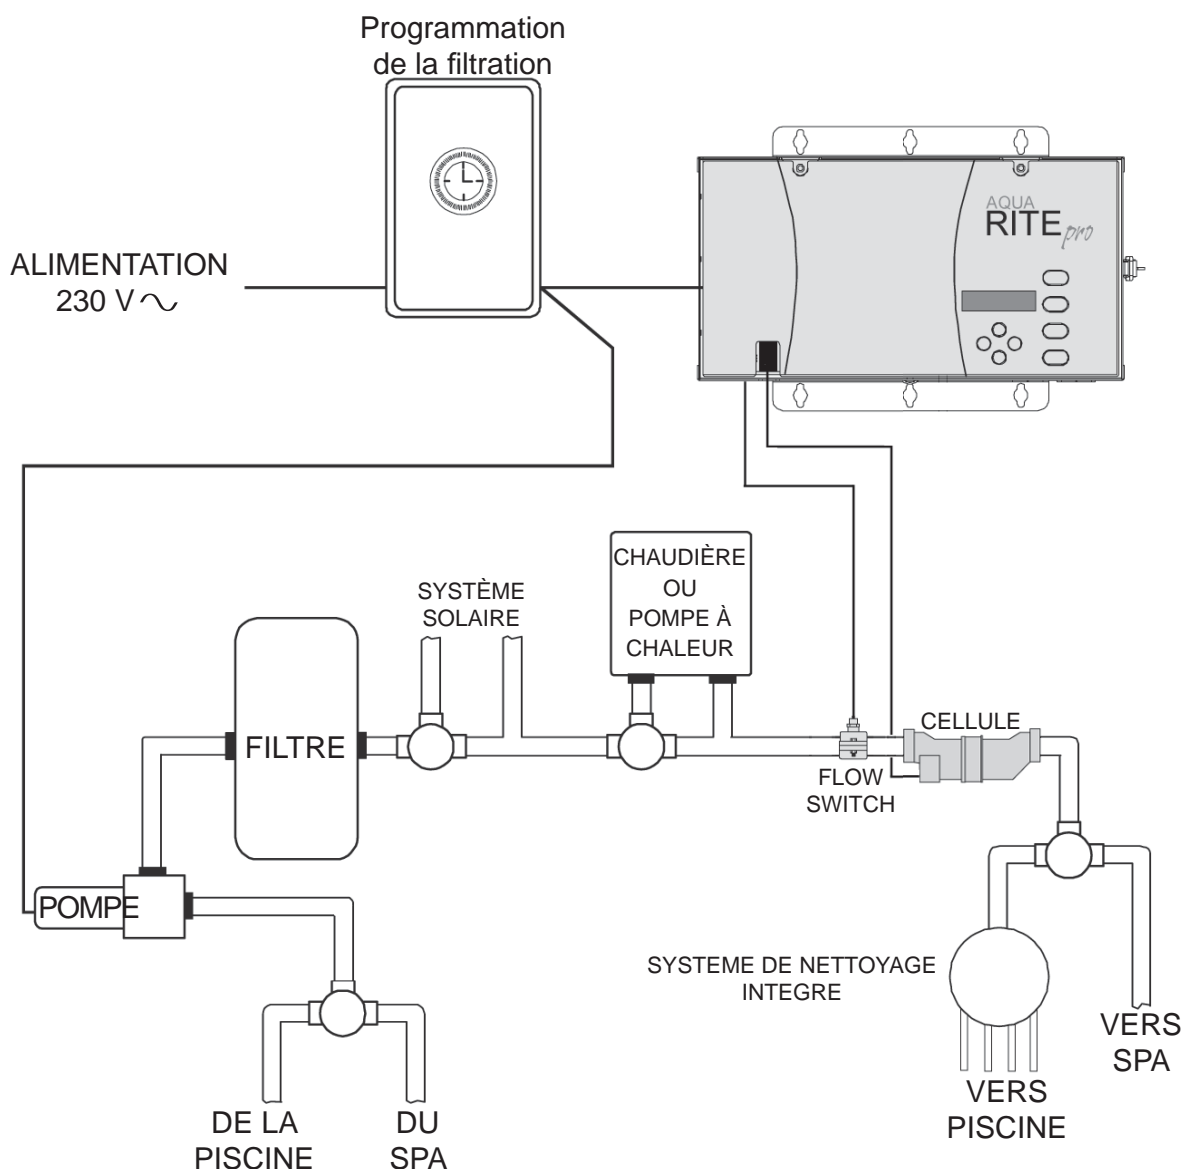 Programmation
de la filtration
AQUA
RITE pro
ALIMENTATION
230 V
CHAUDIÈRE
OU
POMPE À
CHALEUR
SYSTÈME
SOLAIRE
FILTRE
CELLULE
FLOW
SWITCH
POMPE
SYSTEME DE NETTOYAGE
INTEGRE
VERS
SPA
VERS
PISCINE
DE LA
PISCINE
DU
SPA